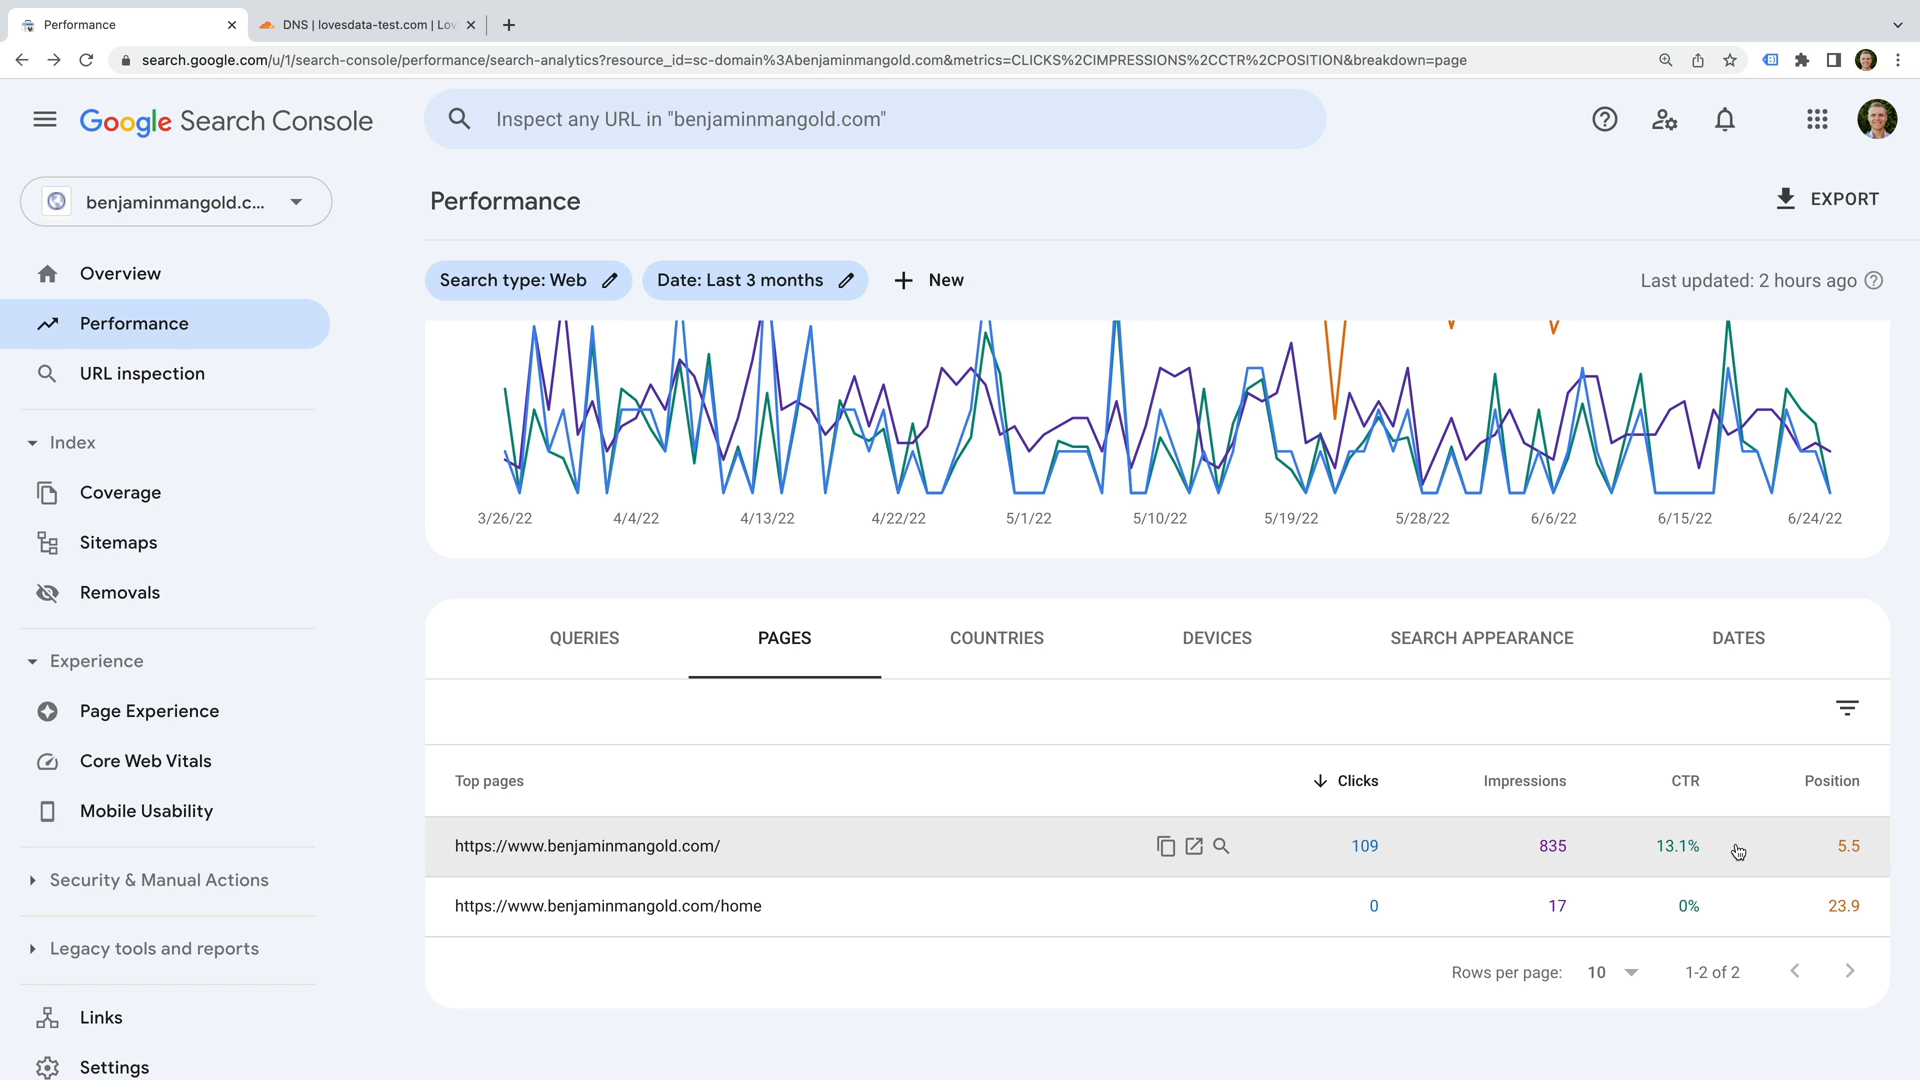 Performance
DNS | lovesdata-test.com | Lov
search.google.com/u/1/search-console/performance/search-analytics?resource_id=sc-domain%3Abenjaminmangold.com&metrics=CLICKS%2CIMPRESSIONS%2CCTR%2CPOSITION&breakdown=page
Google Search Console
Inspect any URL in "benjaminmangold.com"
benjaminmangold.c...
Performance
EXPORT
Search type: Web
Date: Last 3 months
New
Last updated: 2 hours ago
Overview
Performance
URL inspection
Index
Coverage
Sitemaps
Removals
Experience
Page Experience
Core Web Vitals
Mobile Usability
Security & Manual Actions
Legacy tools and reports
Links
Settings
3/26/22 4/4/22 4/13/22 4/22/22 5/1/22 5/10/22 5/19/22 5/28/22 6/6/22 6/15/22 6/24/22
QUERIES PAGES COUNTRIES DEVICES SEARCH APPEARANCE DATES
Top pages Clicks Impressions CTR Position
https://www.benjaminmangold.com/ 109 835 13.1% 5.5
https://www.benjaminmangold.com/home 0 17 0% 23.9
Rows per page: 10 1-2 of 2